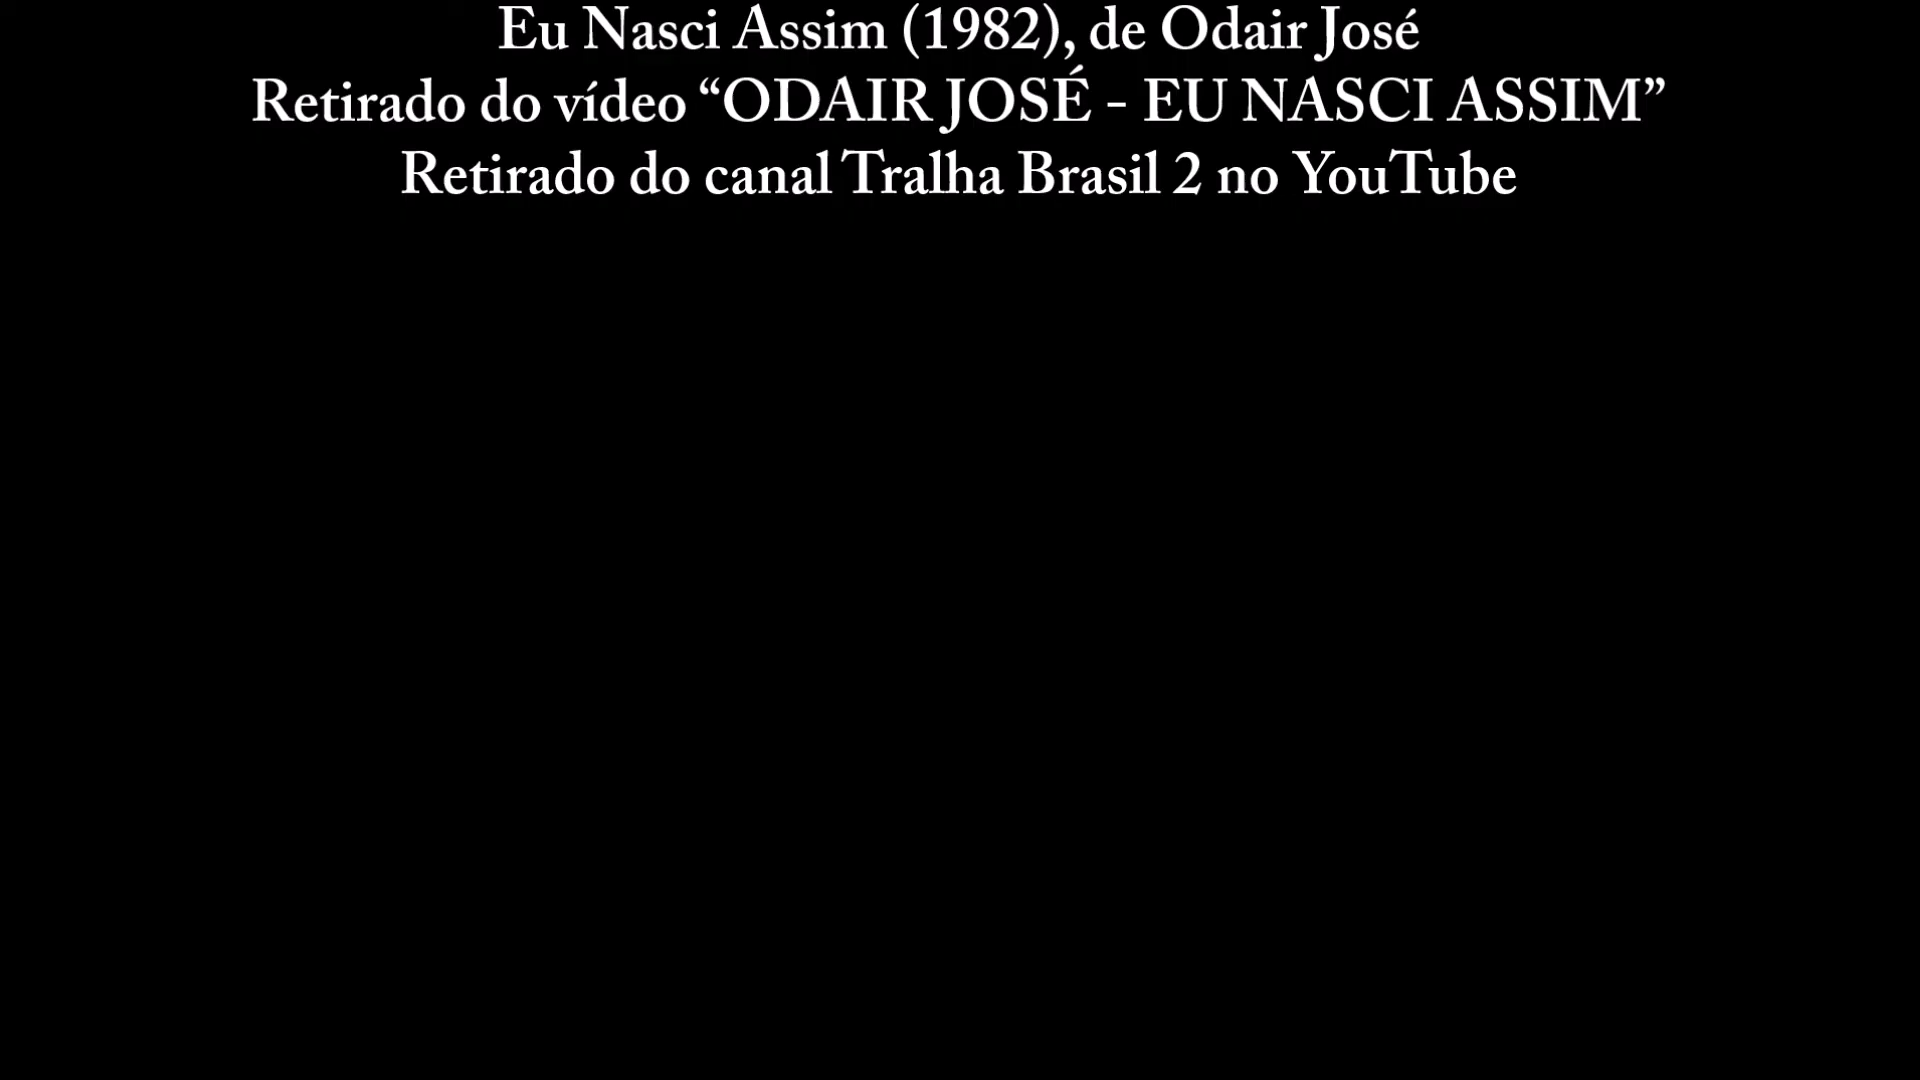 Eu Nasci Assim (1982), de Odair José
Retirado do vídeo “ODAIR JOSÉ - EU NASCI ASSIM”
Retirado do canal Tralha Brasil 2 no YouTube